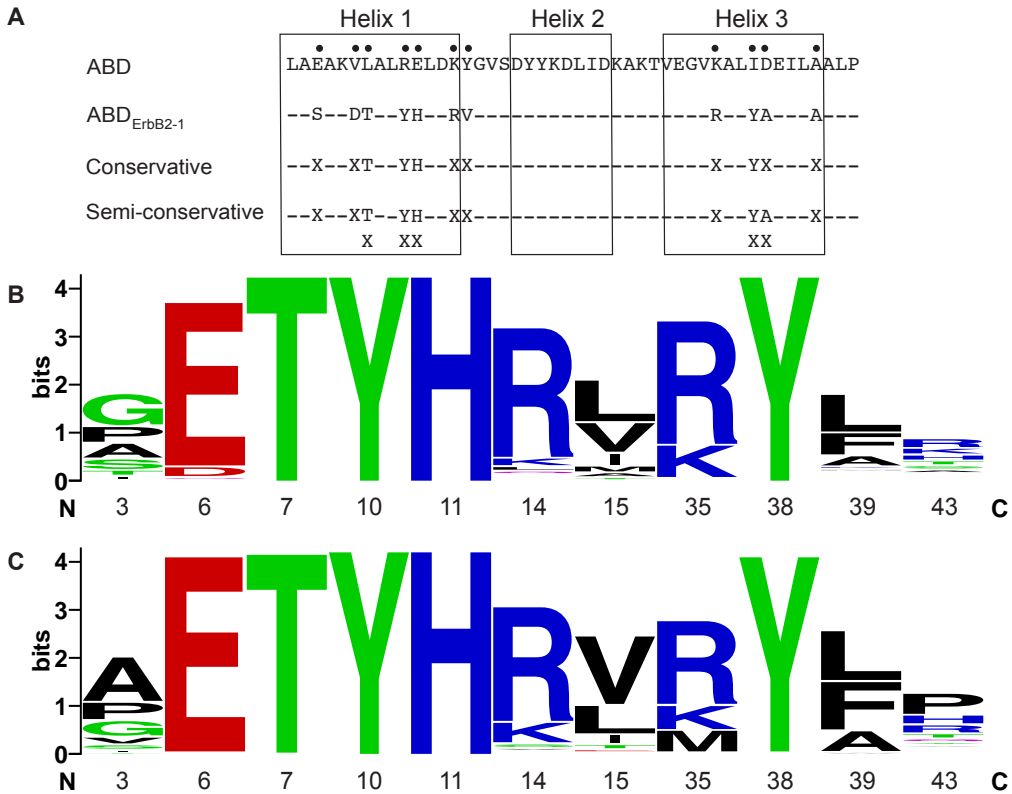 A
Helix 1 Helix 2 Helix 3
ABD LAEAKVLALRELDKYGVSDYYKDLIDKAKTVEGVKALIDEILAALP
ABD ErbB2-1 --S--DT--YH--RV-------------------R--YA---A---
Conservative --X--XT--YH--XX-------------------X--YX---X---
Semi-conservative --X--XT--YH--XX-------------------X--YA---X---
X XX XX
B
bits
4
3
2
1
0
G P A S T
E D
T
Y
H
R K
L V I M
R K
Y
L F A
R K H T
N 3 6 7 10 11 14 15 35 38 39 43 C
C
bits
4
3
2
1
0
A P G V
E
T
Y
H
R K
V L I T
R K M
Y
L F A
P H R T
N 3 6 7 10 11 14 15 35 38 39 43 C